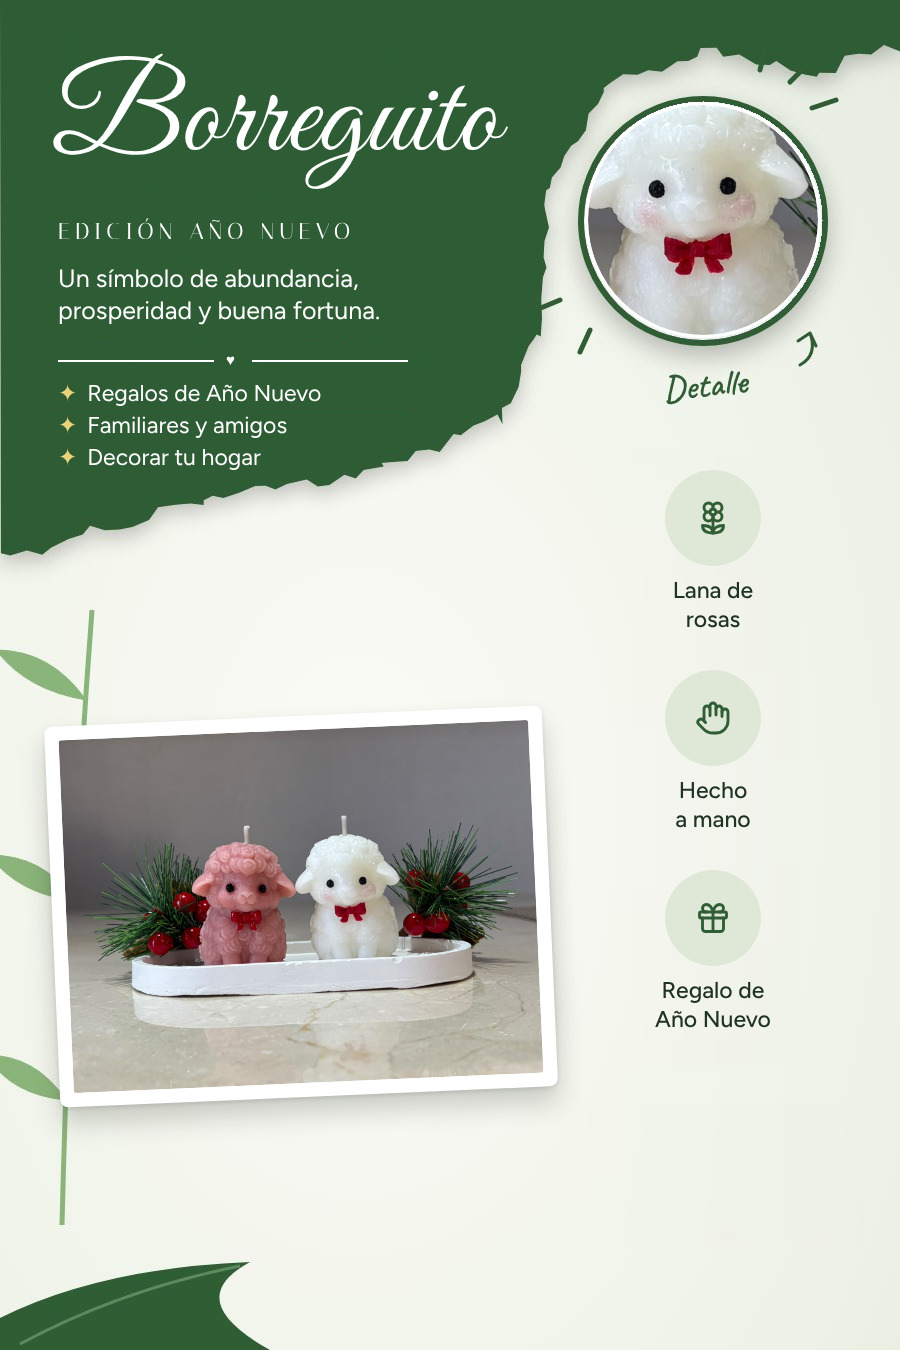 Borreguito
EDICIÓN AÑO NUEVO
Un símbolo de abundancia,
prosperidad y buena fortuna.
Regalos de Año Nuevo
Familiares y amigos
Decorar tu hogar
Detalle
Lana de
rosas
Hecho
a mano
Regalo de
Año Nuevo